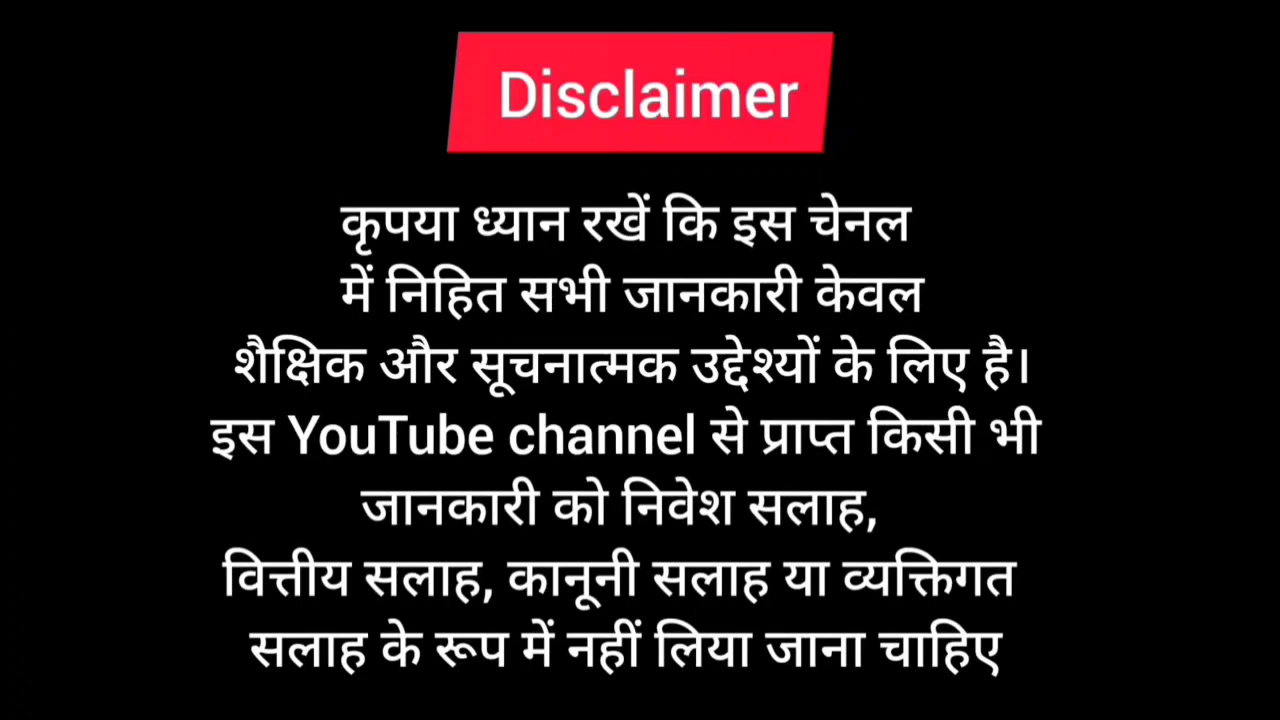 Disclaimer
कृपया ध्यान रखें कि इस चेनल
में निहित सभी जानकारी केवल
शैक्षिक और सूचनात्मक उद्देश्यों के लिए है।
इस YouTube channel से प्राप्त किसी भी
जानकारी को निवेश सलाह,
वित्तीय सलाह, कानूनी सलाह या व्यक्तिगत
सलाह के रूप में नहीं लिया जाना चाहिए